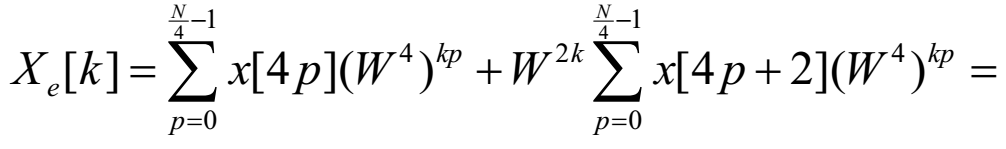 $X_e[k] = \sum_{p=0}^{\frac{N}{4}-1} x[4p](W^4)^{kp} + W^{2k} \sum_{p=0}^{\frac{N}{4}-1} x[4p+2](W^4)^{kp} =$